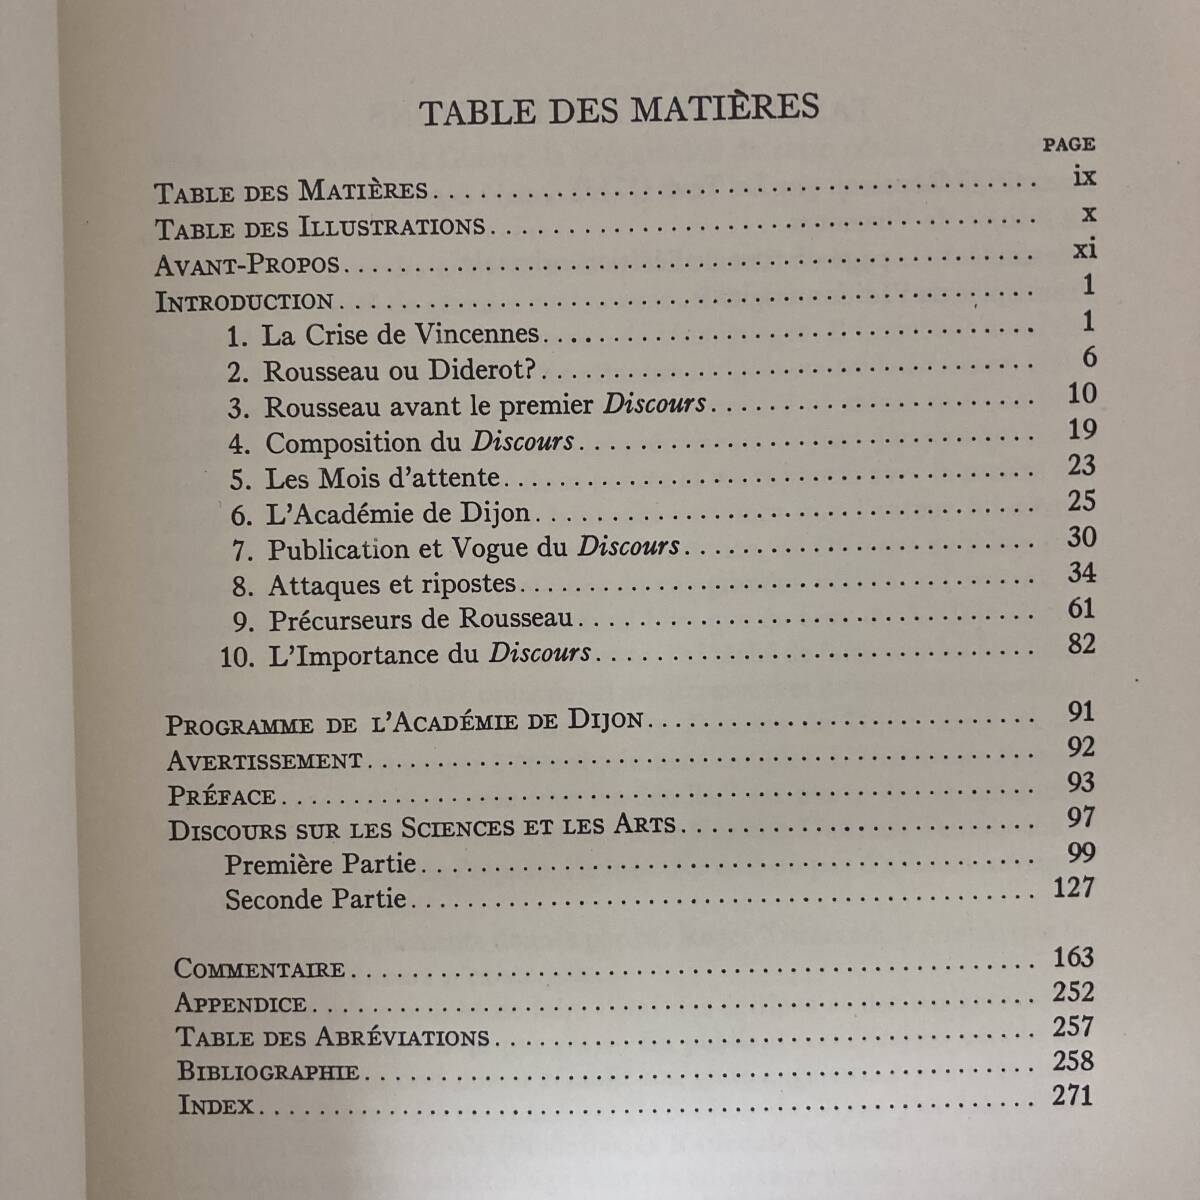 TABLE DES MATIÈRES
PAGE
TABLE DES MATIÈRES ix
TABLE DES ILLUSTRATIONS x
AVANT-PROPOS xi
INTRODUCTION 1
1. La Crise de Vincennes 1
2. Rousseau ou Diderot? 6
3. Rousseau avant le premier Discours 10
4. Composition du Discours 19
5. Les Mois d'attente 23
6. L'Académie de Dijon 25
7. Publication et Vogue du Discours 30
8. Attaques et ripostes 34
9. Précurseurs de Rousseau 61
10. L'Importance du Discours 82
PROGRAMME DE L'ACADÉMIE DE DIJON 91
AVERTISSEMENT 92
PRÉFACE 93
DISCOURS SUR LES SCIENCES ET LES ARTS 97
Première Partie 99
Seconde Partie 127
COMMENTAIRE 163
APPENDICE 252
TABLE DES ABRÉVIATIONS 257
BIBLIOGRAPHIE 258
INDEX 271